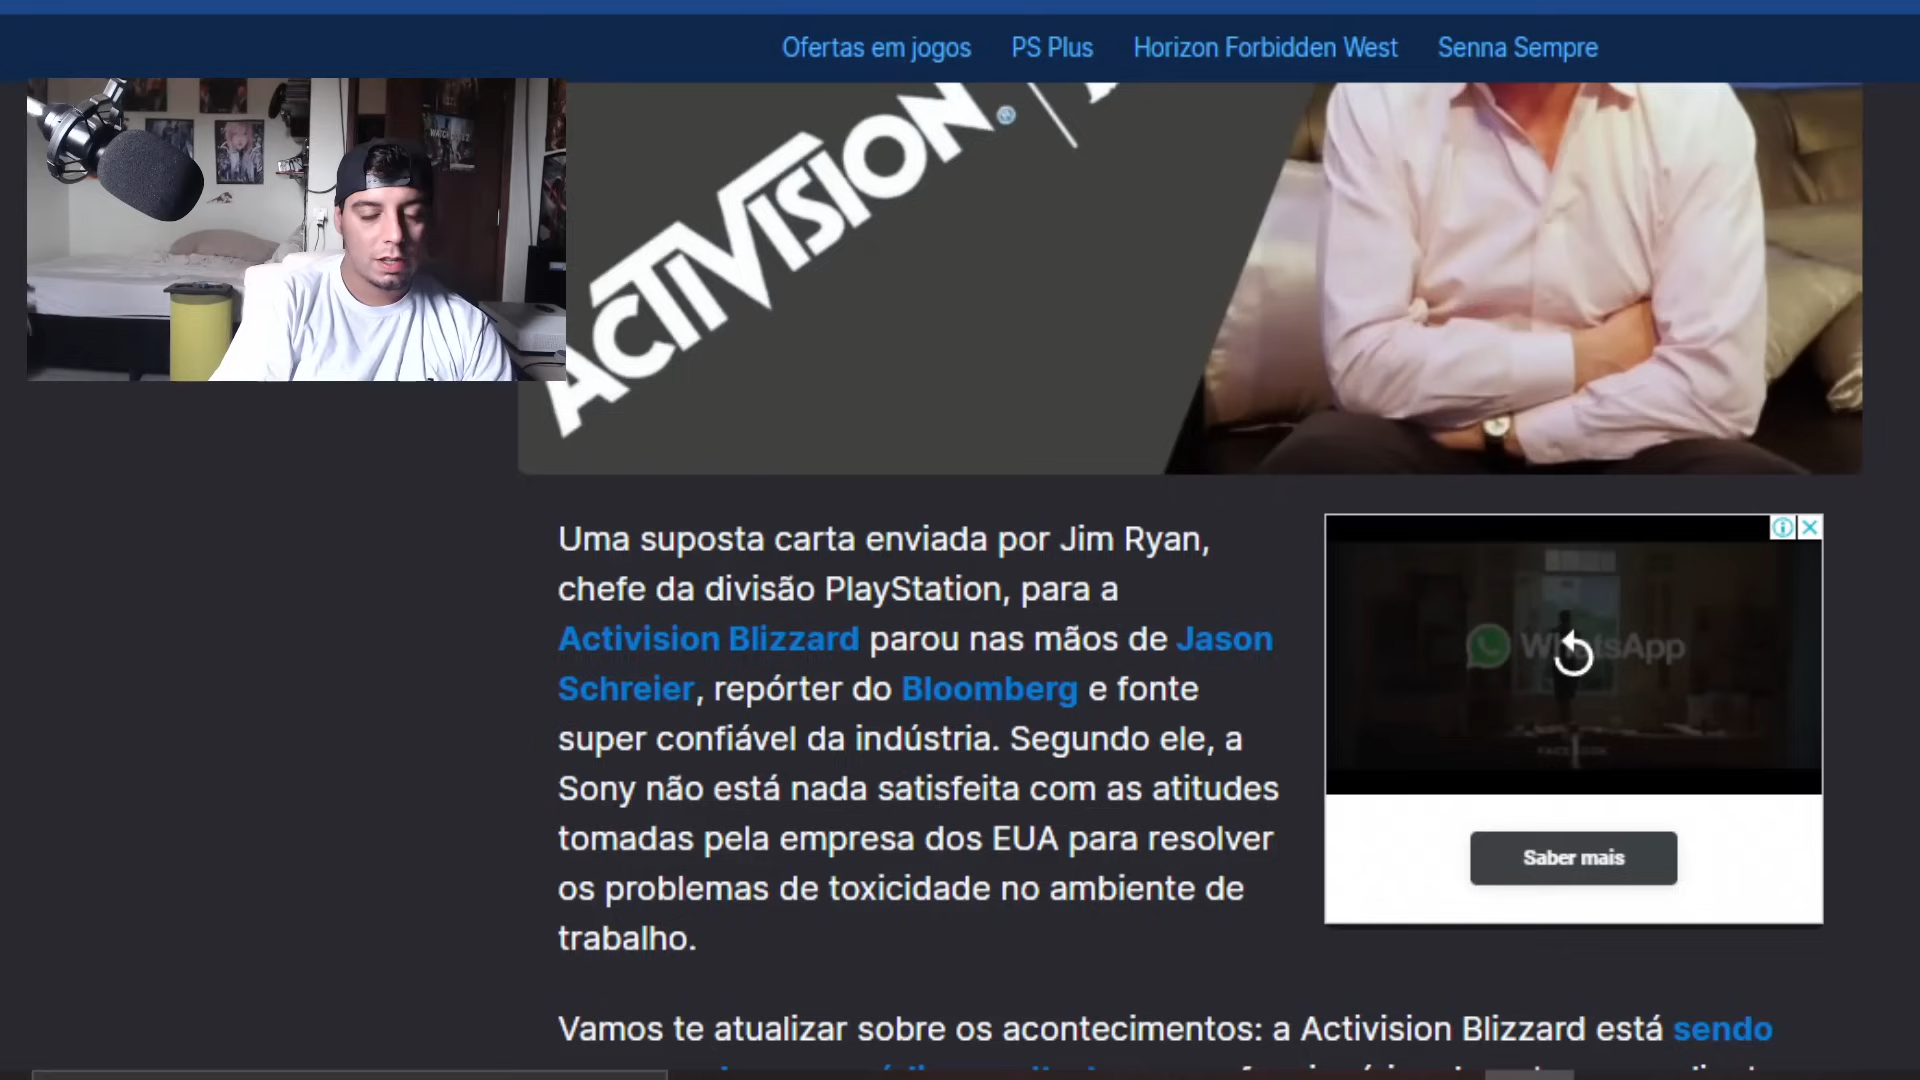 Ofertas em jogos PS Plus Horizon Forbidden West Senna Sempre
ACTIVISION
Uma suposta carta enviada por Jim Ryan,
chefe da divisão PlayStation, para a
Activision Blizzard parou nas mãos de Jason
Schreier, repórter do Bloomberg e fonte
super confiável da indústria. Segundo ele, a
Sony não está nada satisfeita com as atitudes
tomadas pela empresa dos EUA para resolver
os problemas de toxicidade no ambiente de
trabalho.
WhatsApp
FACEBOOK
Saber mais
Vamos te atualizar sobre os acontecimentos: a Activision Blizzard está sendo